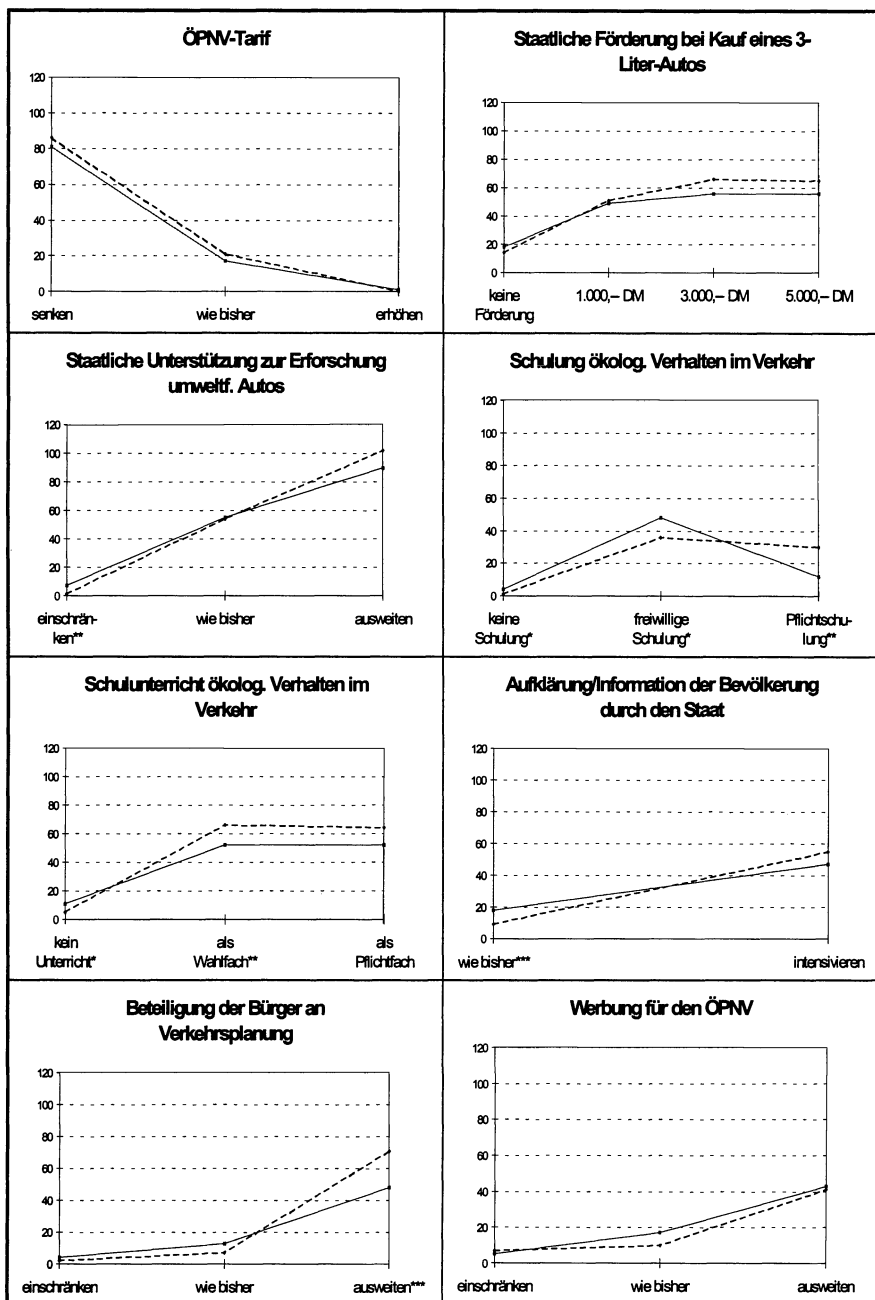 ÖPNV-Tarif
120
100
80
60
40
20
0
senken wie bisher erhöhen
Staatliche Förderung bei Kauf eines 3-
Liter-Autos
120
100
80
60
40
20
0
keine 1.000,– DM 3.000,– DM 5.000,– DM
Förderung
Staatliche Unterstützung zur Erforschung
umweltf. Autos
120
100
80
60
40
20
0
einschrän- wie bisher ausweiten
ken**
Schulung ökolog. Verhalten im Verkehr
120
100
80
60
40
20
0
keine freiwillige Pflichtschu-
Schulung* Schulung* lung**
Schulunterricht ökolog. Verhalten im
Verkehr
120
100
80
60
40
20
0
kein als als
Unterricht* Wahlfach** Pflichtfach
Aufklärung/Information der Bevölkerung
durch den Staat
120
100
80
60
40
20
0
wie bisher*** intensivieren
Beteiligung der Bürger an
Verkehrsplanung
120
100
80
60
40
20
0
einschränken wie bisher ausweiten***
Werbung für den ÖPNV
120
100
80
60
40
20
0
einschränken wie bisher ausweiten